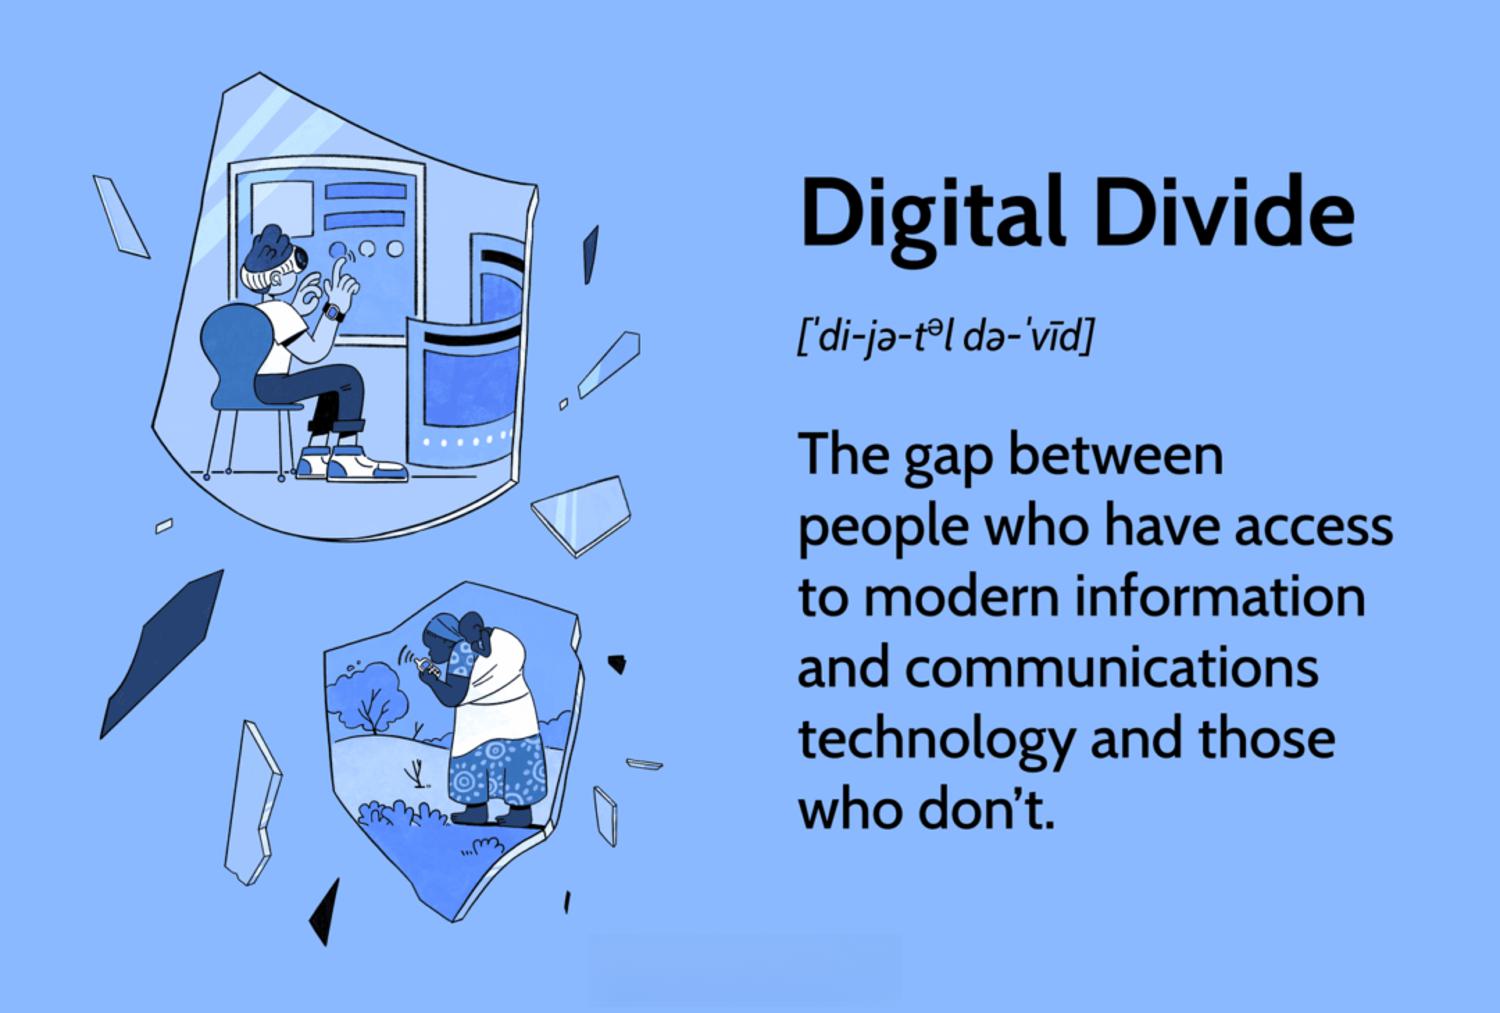 Digital Divide
[ˈdi-jə-tᵊl də-ˈvīd]
The gap between
people who have access
to modern information
and communications
technology and those
who don’t.